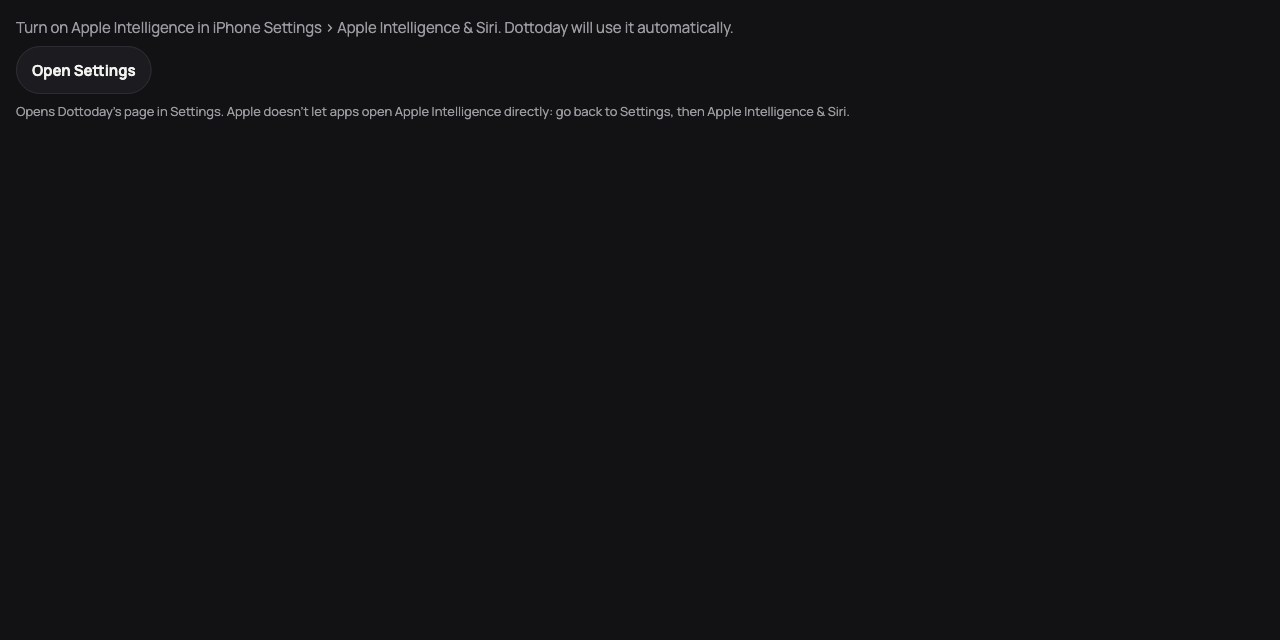 Turn on Apple Intelligence in iPhone Settings › Apple Intelligence & Siri. Dottoday will use it automatically.
Open Settings
Opens Dottoday's page in Settings. Apple doesn't let apps open Apple Intelligence directly: go back to Settings, then Apple Intelligence & Siri.